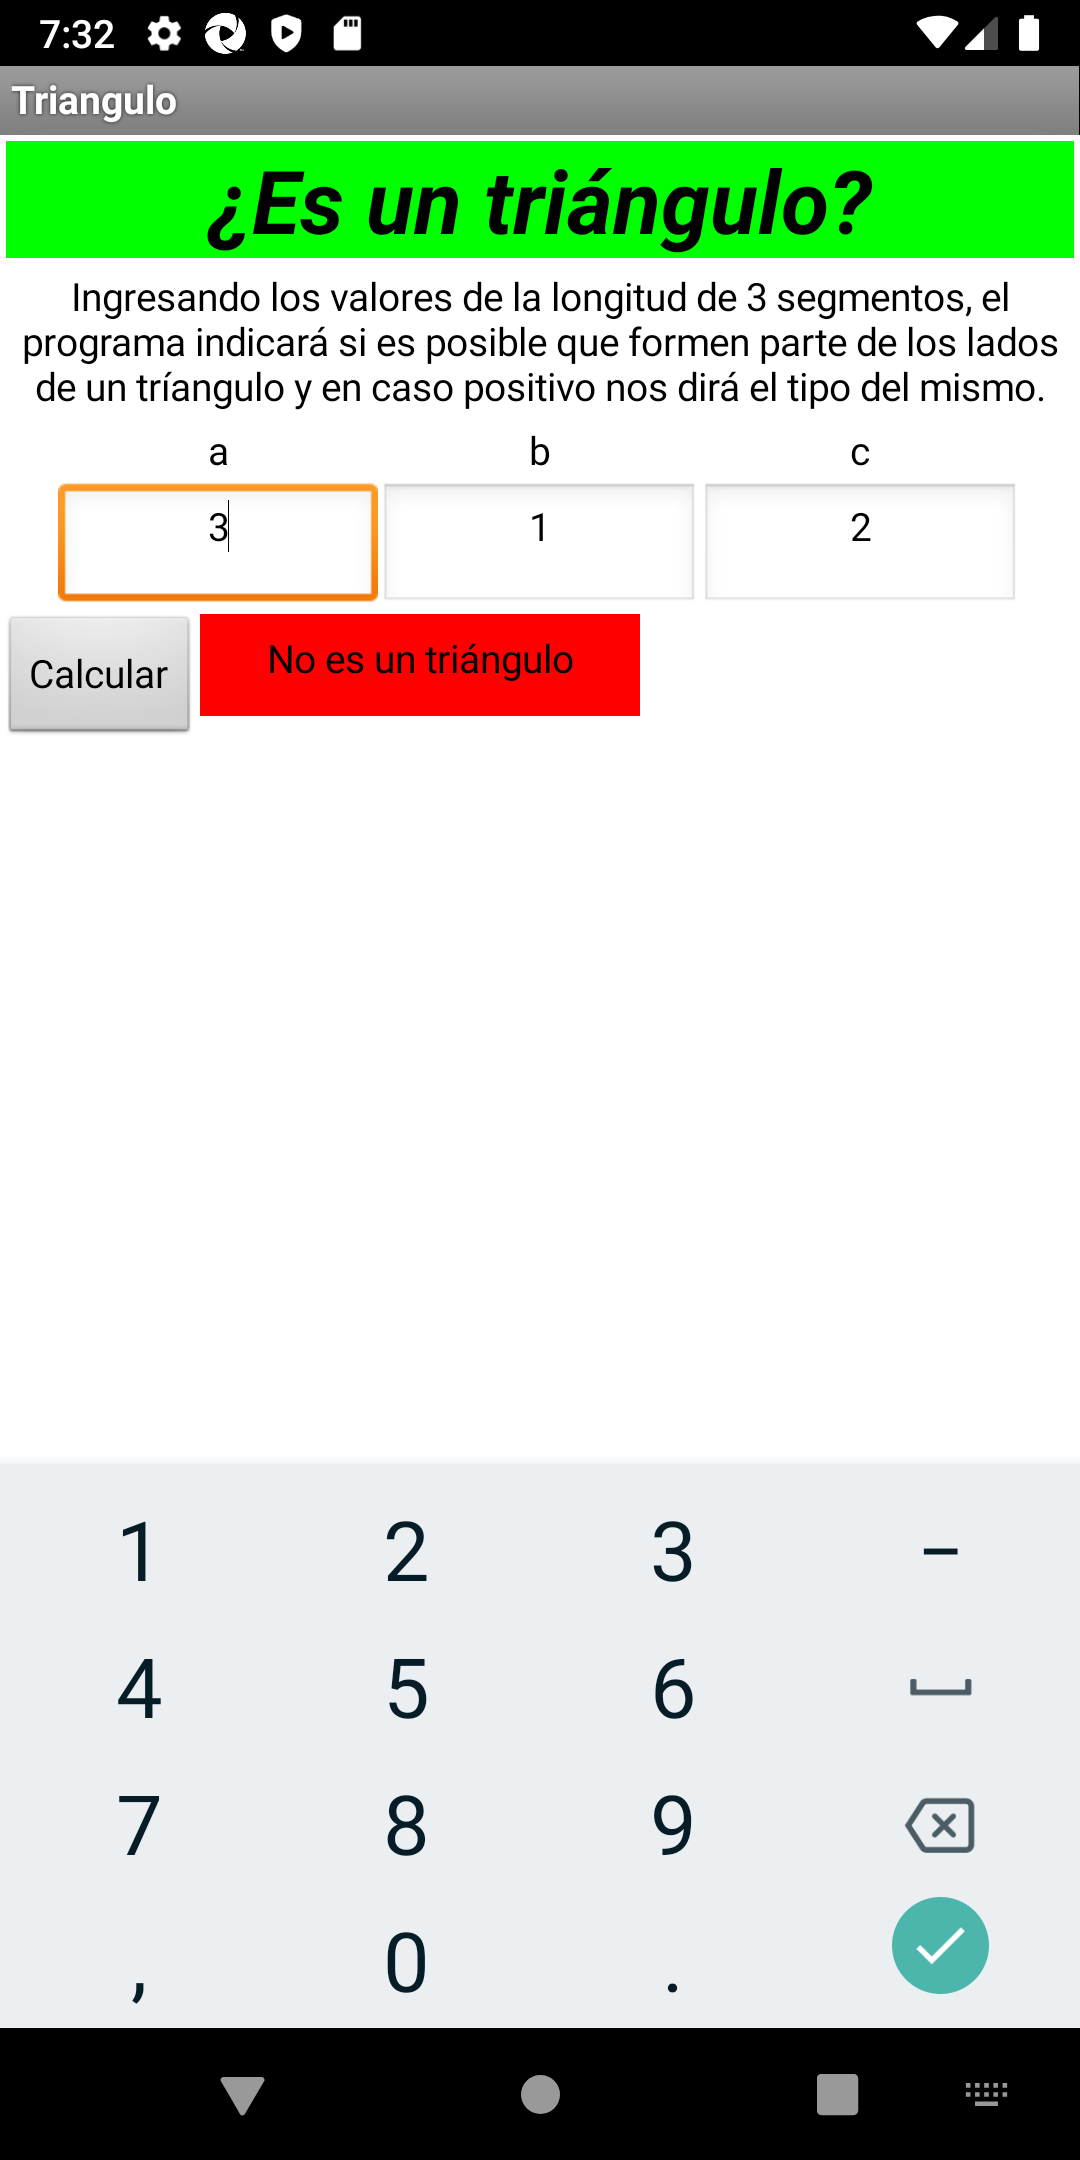 7:32
Triangulo
¿Es un triángulo?
Ingresando los valores de la longitud de 3 segmentos, el
programa indicará si es posible que formen parte de los lados
de un tríangulo y en caso positivo nos dirá el tipo del mismo.
a b c
3 1 2
Calcular No es un triángulo
1 2 3 –
4 5 6
7 8 9
, 0 .